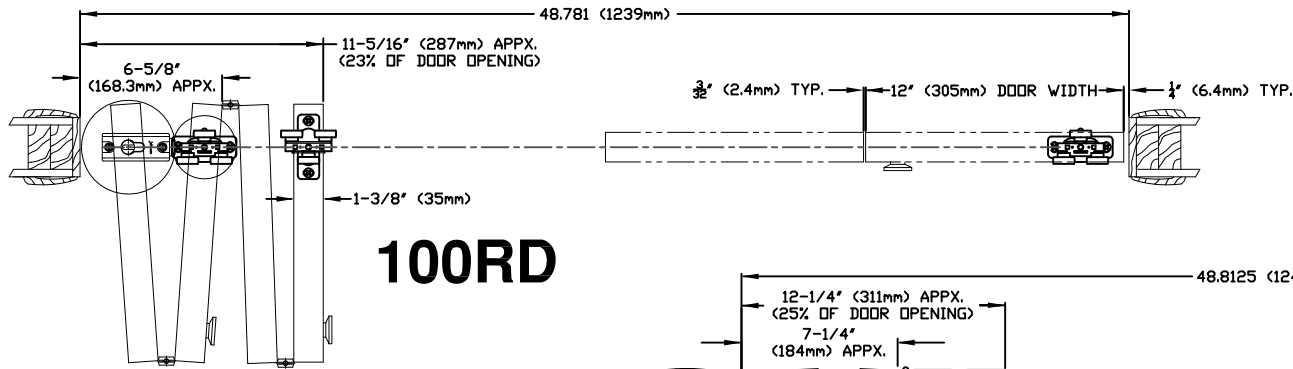 48.781 (1239mm)
11-5/16" (287mm) APPX.
(23% OF DOOR OPENING)
6-5/8"
(168.3mm) APPX.
3/32" (2.4mm) TYP.
12" (305mm) DOOR WIDTH
1/4" (6.4mm) TYP.
1-3/8" (35mm)
100RD
48.8125 (124
12-1/4" (311mm) APPX.
(25% OF DOOR OPENING)
7-1/4"
(184mm) APPX.